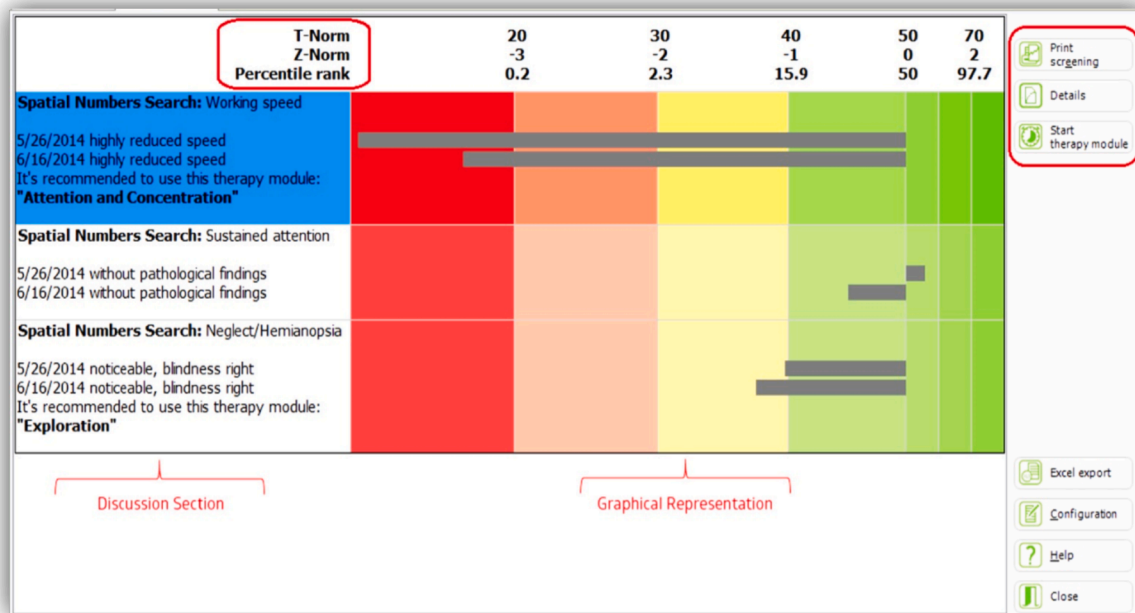 T-Norm 20 30 40 50 70
Z-Norm -3 -2 -1 0 2
Percentile rank 0.2 2.3 15.9 50 97.7
Spatial Numbers Search: Working speed
5/26/2014 highly reduced speed
6/16/2014 highly reduced speed
It's recommended to use this therapy module:
"Attention and Concentration"
Spatial Numbers Search: Sustained attention
5/26/2014 without pathological findings
6/16/2014 without pathological findings
Spatial Numbers Search: Neglect/Hemianopsia
5/26/2014 noticeable, blindness right
6/16/2014 noticeable, blindness right
It's recommended to use this therapy module:
"Exploration"
Discussion Section
Graphical Representation
Print
screening
Details
Start
therapy module
Excel export
Configuration
Help
Close